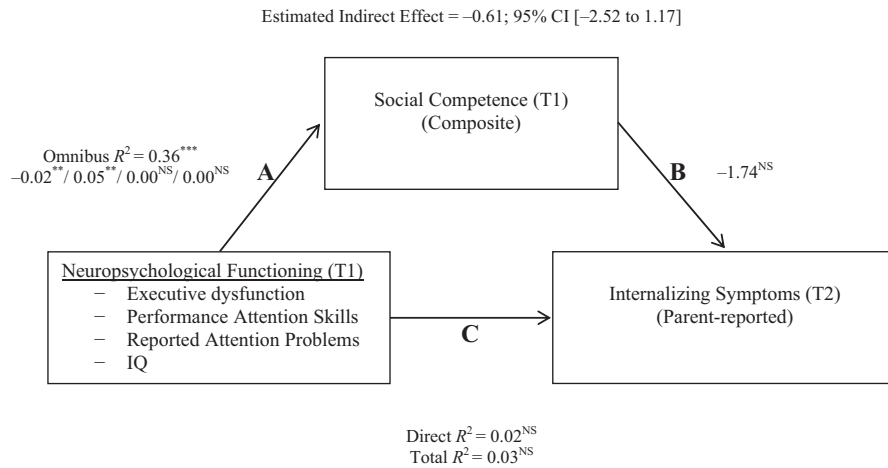 Estimated Indirect Effect = –0.61; 95% CI [–2.52 to 1.17]
Social Competence (T1)
(Composite)
Omnibus R² = 0.36***
–0.02**/ 0.05**/ 0.00NS/ 0.00NS
A
B
–1.74NS
Neuropsychological Functioning (T1)
– Executive dysfunction
– Performance Attention Skills
– Reported Attention Problems
– IQ
Internalizing Symptoms (T2)
(Parent-reported)
C
Direct R² = 0.02NS
Total R² = 0.03NS